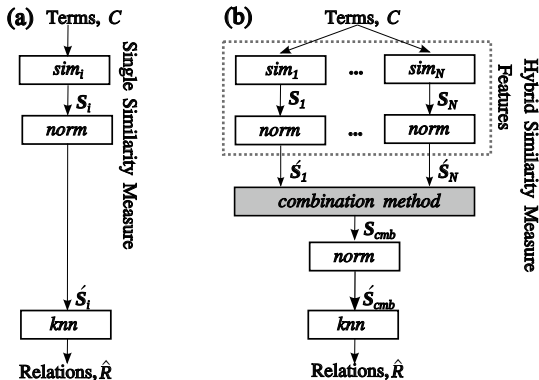 (a)
Terms, C
sim_i
S_i
norm
Ś_i
knn
Relations, R̂
Single Similarity Measure
(b)
Terms, C
sim_1 ... sim_N
S_1 S_N
norm ... norm
Ś_1 Ś_N
combination method
S_cmb
norm
Ś_cmb
knn
Relations, R̂
Features
Hybrid Similarity Measure